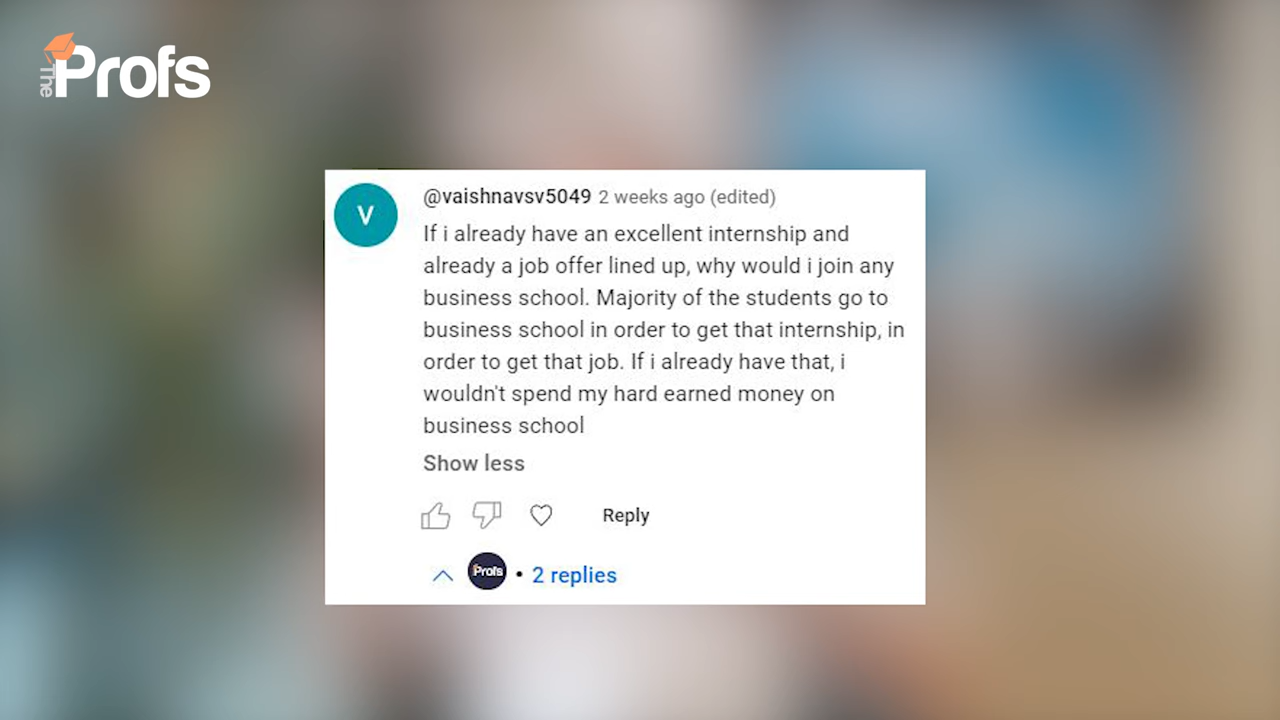 The Profs
V
@vaishnavsv5049 2 weeks ago (edited)
If i already have an excellent internship and
already a job offer lined up, why would i join any
business school. Majority of the students go to
business school in order to get that internship, in
order to get that job. If i already have that, i
wouldn't spend my hard earned money on
business school
Show less
Reply
Profs • 2 replies